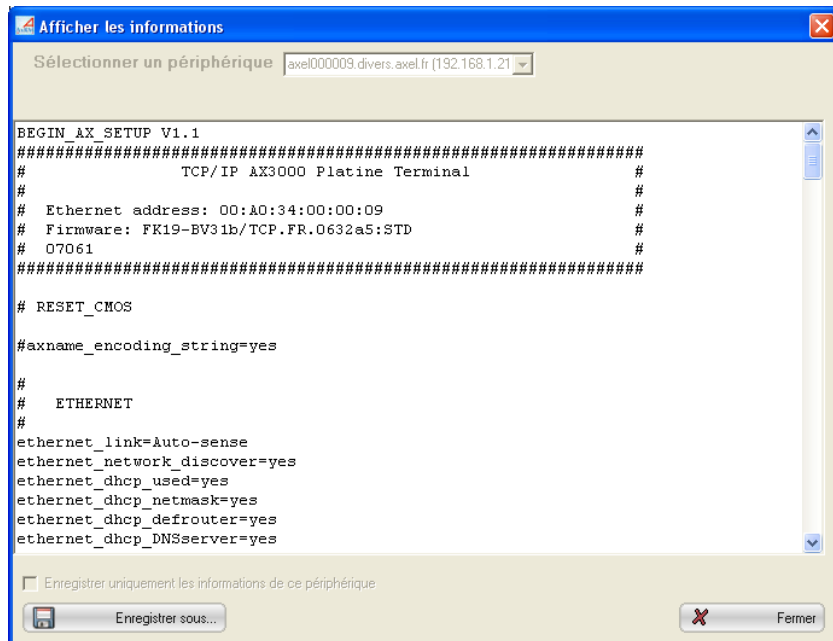 Afficher les informations
Sélectionner un périphérique axel000009.divers.axel.fr (192.168.1.21
BEGIN_AX_SETUP V1.1
#################################################################
# TCP/IP AX3000 Platine Terminal #
# #
# Ethernet address: 00:A0:34:00:00:09 #
# Firmware: FK19-BV31b/TCP.FR.0632a5:STD #
# 07061 #
#################################################################
# RESET_CMOS
#axname_encoding_string=yes
#
# ETHERNET
#
ethernet_link=Auto-sense
ethernet_network_discover=yes
ethernet_dhcp_used=yes
ethernet_dhcp_netmask=yes
ethernet_dhcp_defrouter=yes
ethernet_dhcp_DNSserver=yes
Enregistrer uniquement les informations de ce périphérique
Enregistrer sous... Fermer